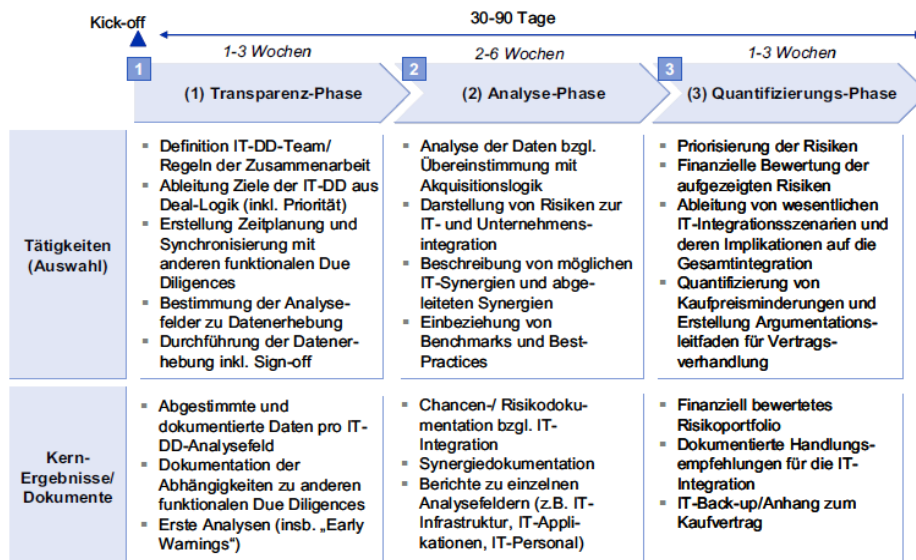 30-90 Tage
Kick-off
1-3 Wochen
2-6 Wochen
1-3 Wochen
1
2
3
(1) Transparenz-Phase
(2) Analyse-Phase
(3) Quantifizierungs-Phase
Tätigkeiten
(Auswahl)
▪ Definition IT-DD-Team/
Regeln der Zusammenarbeit
▪ Ableitung Ziele der IT-DD aus
Deal-Logik (inkl. Priorität)
▪ Erstellung Zeitplanung und
Synchronisierung mit
anderen funktionalen Due
Diligences
▪ Bestimmung der Analyse-
felder zu Datenerhebung
▪ Durchführung der Datener-
hebung inkl. Sign-off
▪ Analyse der Daten bzgl.
Übereinstimmung mit
Akquisitionslogik
▪ Darstellung von Risiken zur
IT- und Unternehmens-
integration
▪ Beschreibung von möglichen
IT-Synergien und abge-
leiteten Synergien
▪ Einbeziehung von
Benchmarks und Best-
Practices
▪ Priorisierung der Risiken
▪ Finanzielle Bewertung der
aufgezeigten Risiken
▪ Ableitung von wesentlichen
IT-Integrationsszenarien und
deren Implikationen auf die
Gesamtintegration
▪ Quantifizierung von
Kaufpreisminderungen und
Erstellung Argumentations-
leitfaden für Vertrags-
verhandlung
Kern-
Ergebnisse/
Dokumente
▪ Abgestimmte und
dokumentierte Daten pro IT-
DD-Analysefeld
▪ Dokumentation der
Abhängigkeiten zu anderen
funktionalen Due Diligences
▪ Erste Analysen (insb. „Early
Warnings“)
▪ Chancen-/ Risikodoku-
mentation bzgl. IT-
Integration
▪ Synergiedokumentation
▪ Berichte zu einzelnen
Analysefeldern (z.B. IT-
Infrastruktur, IT-Appli-
kationen, IT-Personal)
▪ Finanziell bewertetes
Risikoportfolio
▪ Dokumentierte Handlungs-
empfehlungen für die IT-
Integration
▪ IT-Back-up/Anhang zum
Kaufvertrag